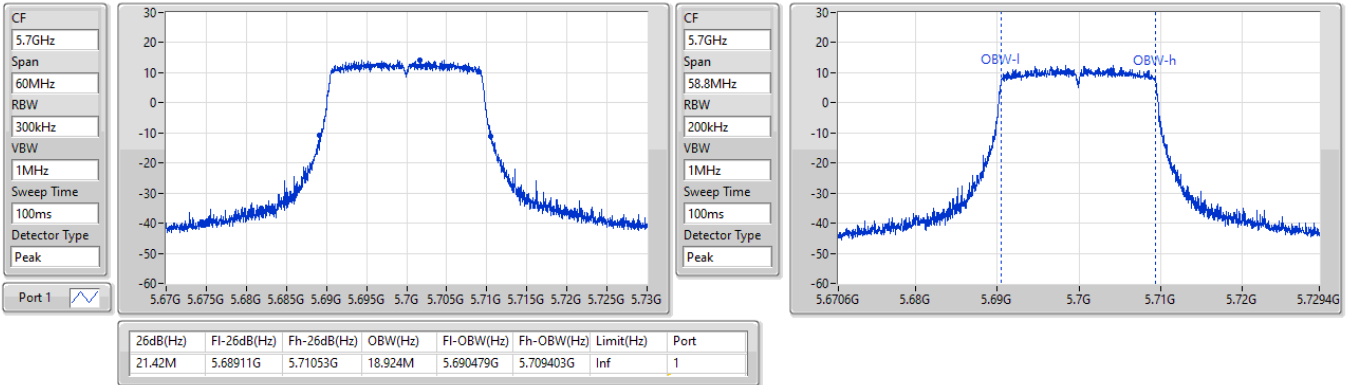 CF
5.7GHz
Span
60MHz
RBW
300kHz
VBW
1MHz
Sweep Time
100ms
Detector Type
Peak
Port 1
30
20
10
0
-10
-20
-30
-40
-50
-60
5.67G 5.675G 5.68G 5.685G 5.69G 5.695G 5.7G 5.705G 5.71G 5.715G 5.72G 5.725G 5.73G
CF
5.7GHz
Span
58.8MHz
RBW
200kHz
VBW
1MHz
Sweep Time
100ms
Detector Type
Peak
30
20
10
0
-10
-20
-30
-40
-50
-60
OBW-l OBW-h
5.6706G 5.68G 5.69G 5.7G 5.71G 5.72G 5.7294G
26dB(Hz) Fl-26dB(Hz) Fh-26dB(Hz) OBW(Hz) Fl-OBW(Hz) Fh-OBW(Hz) Limit(Hz) Port
21.42M 5.68911G 5.71053G 18.924M 5.690479G 5.709403G Inf 1